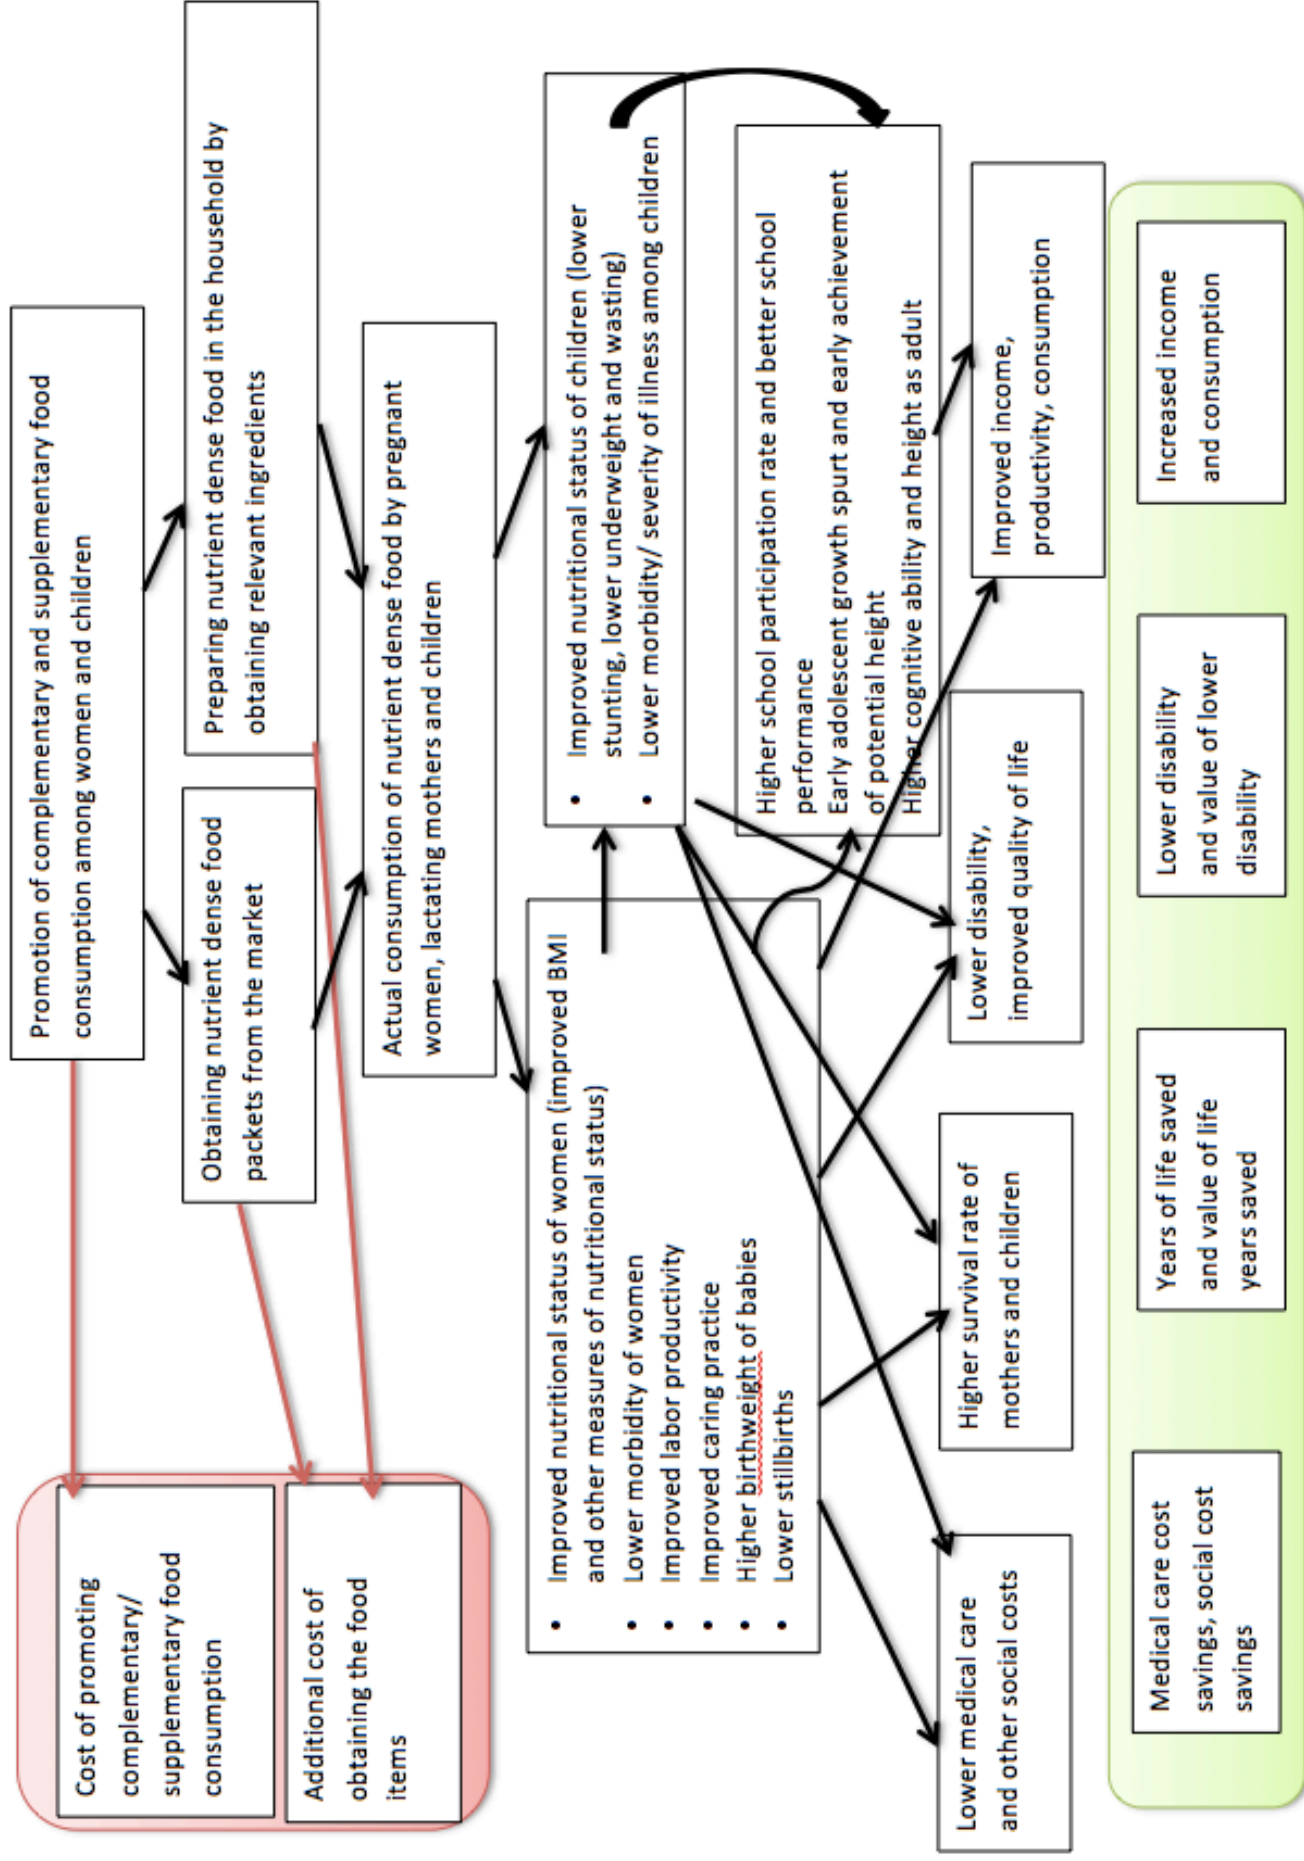 Promotion of complementary and supplementary food
consumption among women and children
Cost of promoting
complementary/
supplementary food
consumption
Obtaining nutrient dense food
packets from the market
Preparing nutrient dense food in the household by
obtaining relevant ingredients
Additional cost of
obtaining the food
items
Actual consumption of nutrient dense food by pregnant
women, lactating mothers and children
• Improved nutritional status of women (improved BMI
and other measures of nutritional status)
• Lower morbidity of women
• Improved labor productivity
• Improved caring practice
• Higher birthweight of babies
• Lower stillbirths
• Improved nutritional status of children (lower
stunting, lower underweight and wasting)
• Lower morbidity/ severity of illness among children
Higher school participation rate and better school
performance
Early adolescent growth spurt and early achievement
of potential height
Higher cognitive ability and height as adult
Lower medical care
and other social costs
Higher survival rate of
mothers and children
Lower disability,
improved quality of life
Improved income,
productivity, consumption
Medical care cost
savings, social cost
savings
Years of life saved
and value of life
years saved
Lower disability
and value of lower
disability
Increased income
and consumption